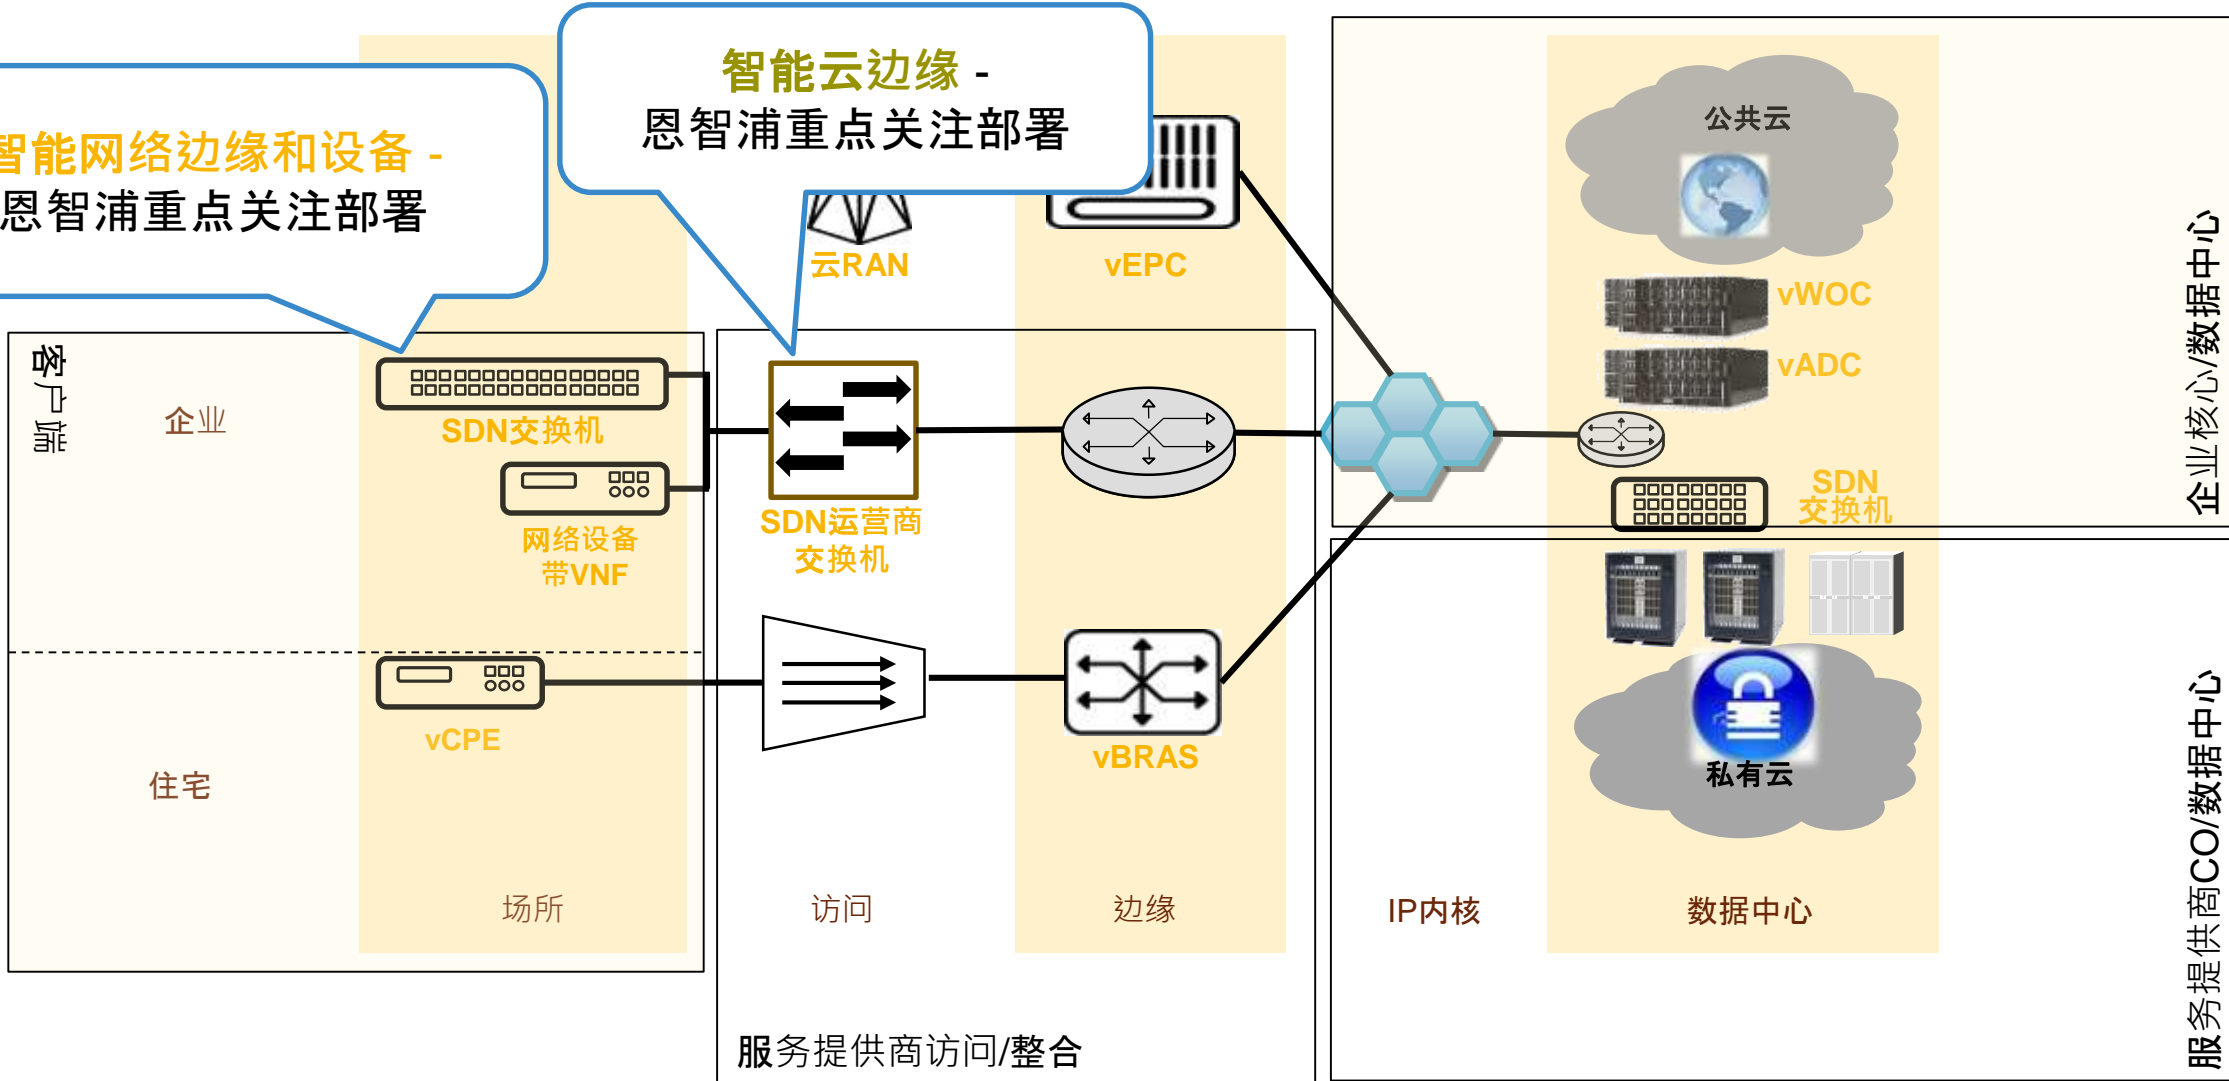 智能云边缘 -
恩智浦重点关注部署
智能网络边缘和设备 -
恩智浦重点关注部署
公共云
云RAN
vEPC
vWOC
vADC
企业核心/数据中心
客户端
企业
SDN交换机
网络设备
带VNF
SDN运营商
交换机
SDN
交换机
vCPE
vBRAS
住宅
私有云
场所
访问
边缘
IP内核
数据中心
服务提供商CO/数据中心
服务提供商访问/整合